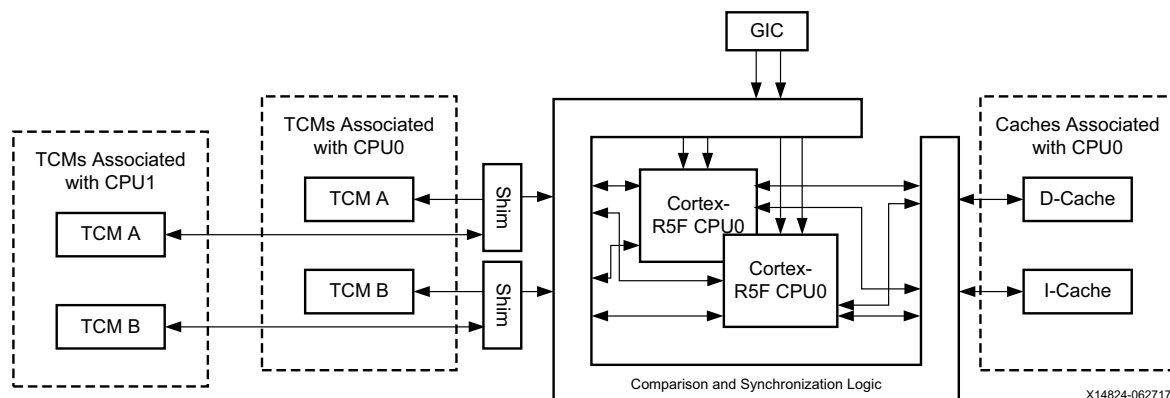 GIC
TCMs Associated
with CPU1
TCM A
TCM B
TCMs Associated
with CPU0
TCM A
TCM B
Shim
Shim
Cortex-
R5F CPU0
Cortex-
R5F CPU0
Comparison and Synchronization Logic
Caches Associated
with CPU0
D-Cache
I-Cache
X14824-062717